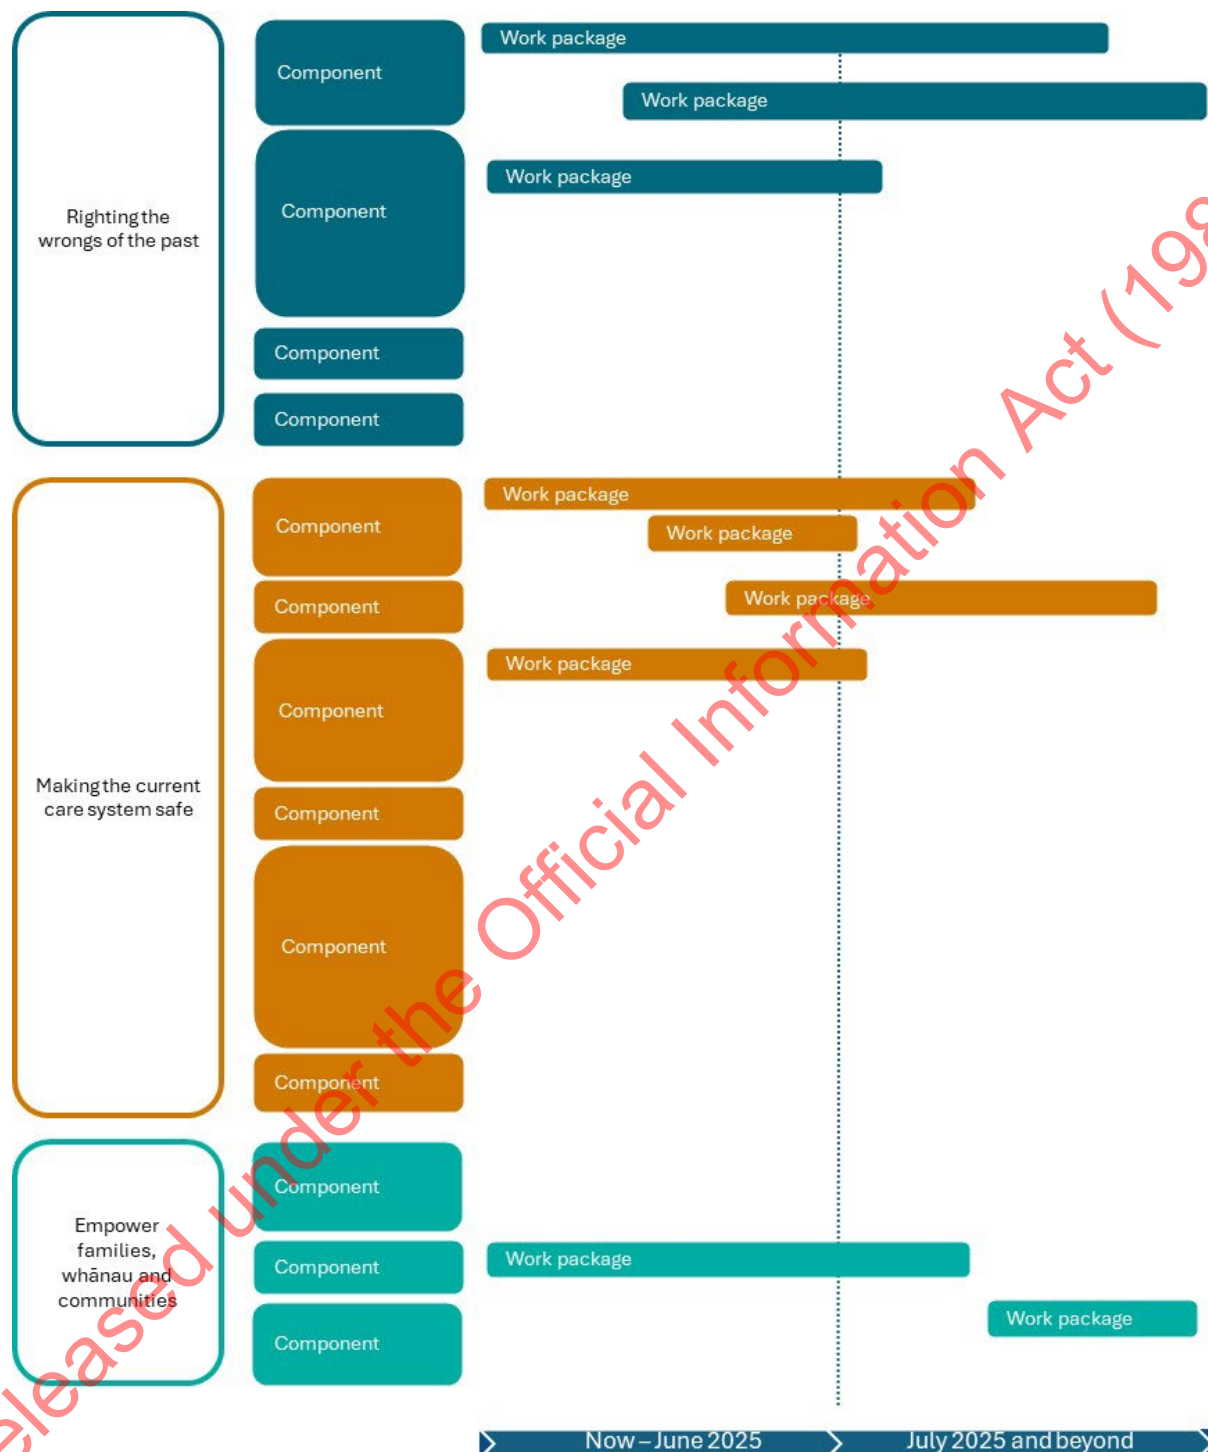 Work package
Component
Work package
Work package
Component
Righting the
wrongs of the past
Component
Component
Work package
Component
Work package
Work package
Component
Work package
Component
Making the current
care system safe
Component
Component
Component
Component
Empower
families,
whānau and
communities
Work package
Component
Work package
Component
Now – June 2025
July 2025 and beyond
Released under the Official Information Act (198